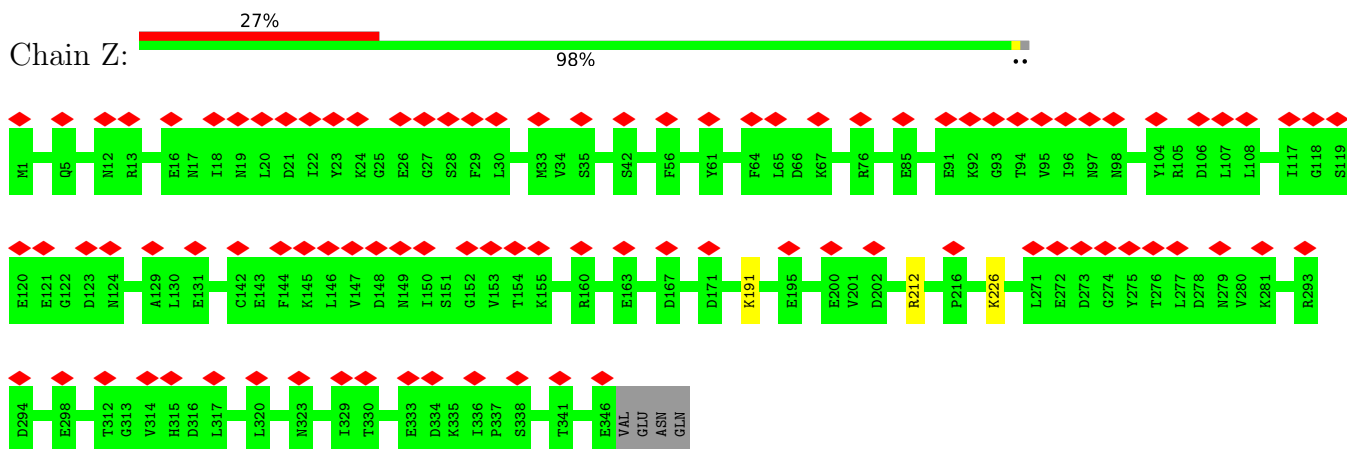 27%
Chain Z:
98%
••
M1 Q5 N12 R13 E16 N17 I18 N19 L20 D21 I22 Y23 K24 G25 E26 G27 S28 F29 L30 M33 V34 S35 S42 F56 Y61 F64 L65 D66 K67 R76 E85 E91 K92 G93 T94 V95 I96 N97 N98 Y104 R105 D106 L107 L108 I117 G118 S119
E120 E121 G122 D123 N124 A129 L130 E131 C142 E143 F144 K145 L146 V147 D148 N149 I150 S151 G152 V153 T154 K155 R160 E163 D167 D171 K191 E195 E200 V201 D202 R212 P216 K226 L271 E272 D273 G274 Y275 T276 L277 D278 N279 V280 K281 R293
D294 E298 T312 G313 V314 H315 D316 L317 L320 N323 I329 T330 E333 D334 K335 I336 P337 S338 T341 E346 VAL GLU ASN GLN